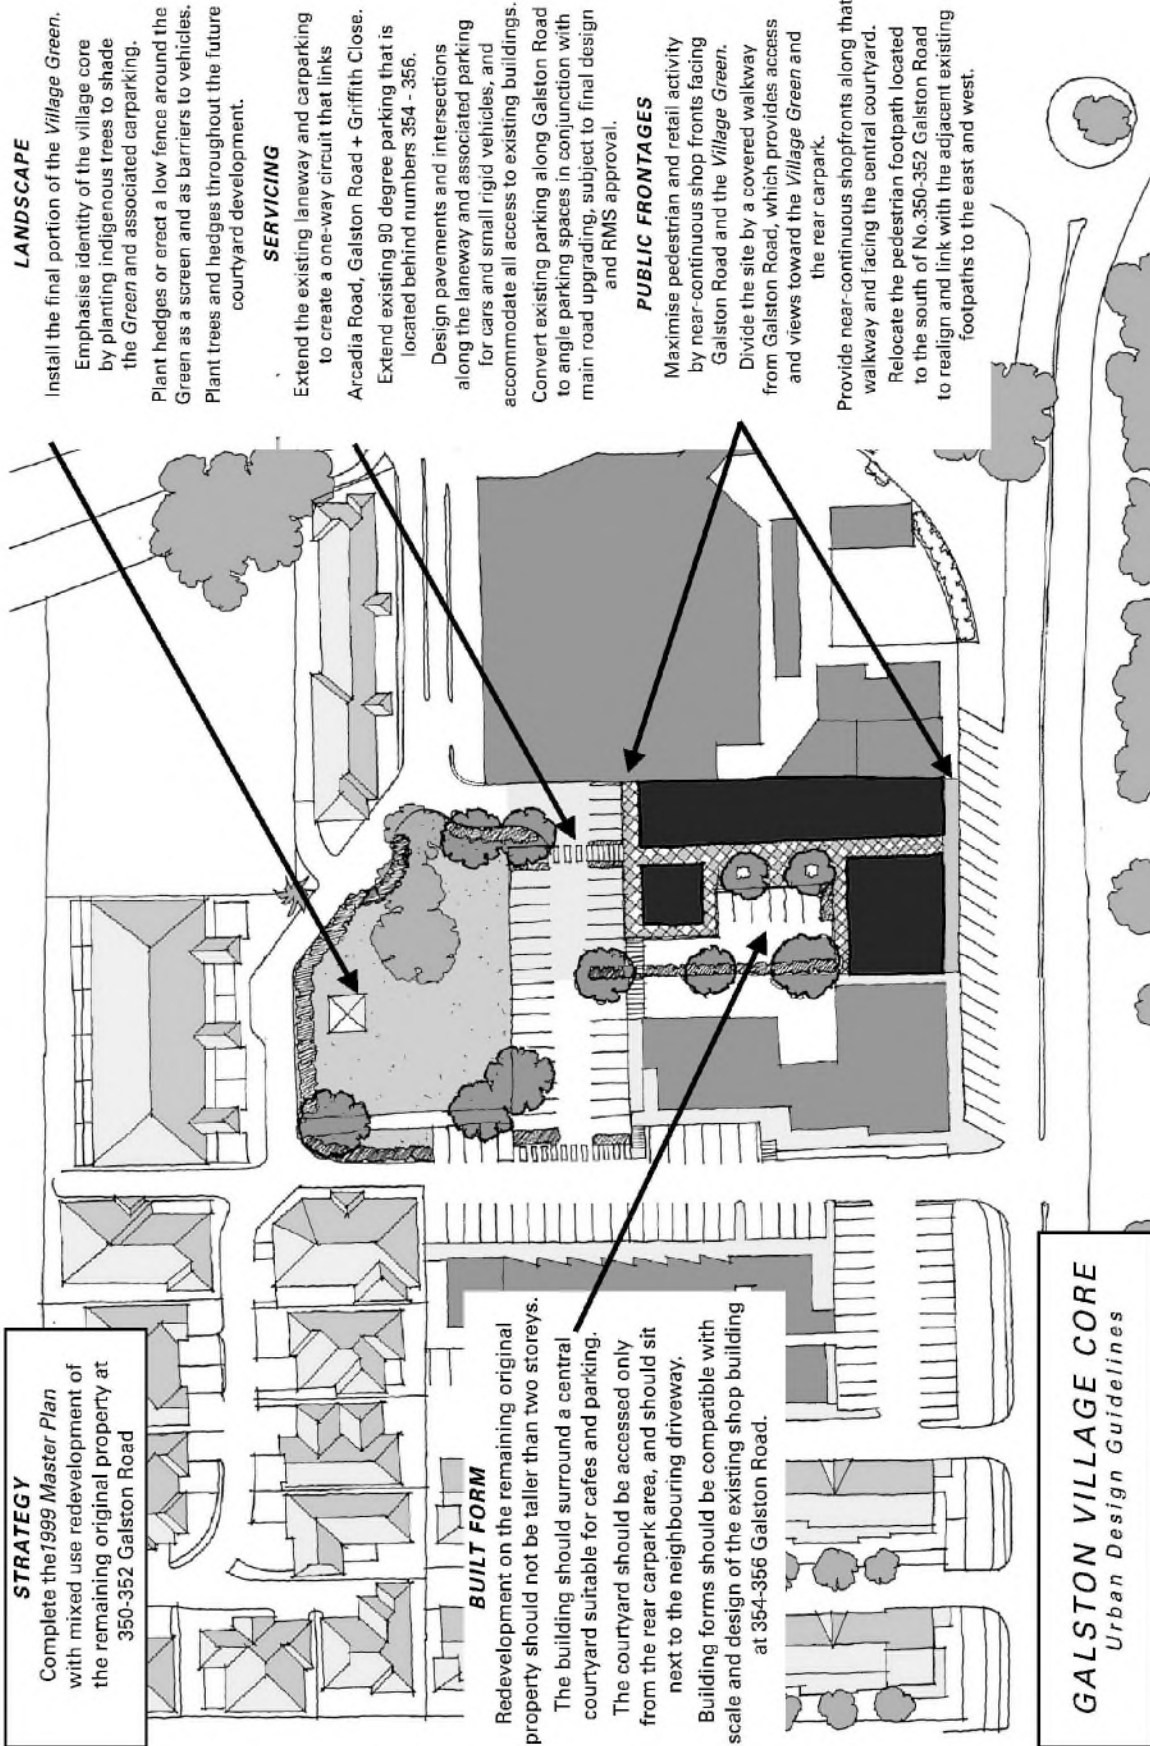 STRATEGY
Complete the1999 Master Plan
with mixed use redevelopment of
the remaining original property at
350-352 Galston Road
BUILT FORM
Redevelopment on the remaining original
property should not be taller than two storeys.
The building should surround a central
courtyard suitable for cafes and parking.
The courtyard should be accessed only
from the rear carpark area, and should sit
next to the neighbouring driveway.
Building forms should be compatible with
scale and design of the existing shop building
at 354-356 Galston Road.
LANDSCAPE
Install the final portion of the Village Green.
Emphasise identity of the village core
by planting indigenous trees to shade
the Green and associated carparking.
Plant hedges or erect a low fence around the
Green as a screen and as barriers to vehicles.
Plant trees and hedges throughout the future
courtyard development.
SERVICING
Extend the existing laneway and carparking
to create a one-way circuit that links
Arcadia Road, Galston Road + Griffith Close.
Extend existing 90 degree parking that is
located behind numbers 354 - 356.
Design pavements and intersections
along the laneway and associated parking
for cars and small rigid vehicles, and
accommodate all access to existing buildings.
Convert existing parking along Galston Road
to angle parking spaces in conjunction with
main road upgrading, subject to final design
and RMS approval.
PUBLIC FRONTAGES
Maximise pedestrian and retail activity
by near-continuous shop fronts facing
Galston Road and the Village Green.
Divide the site by a covered walkway
from Galston Road, which provides access
and views toward the Village Green and
the rear carpark.
Provide near-continuous shopfronts along that
walkway and facing the central courtyard.
Relocate the pedestrian footpath located
to the south of No.350-352 Galston Road
to realign and link with the adjacent existing
footpaths to the east and west.
GALSTON VILLAGE CORE
Urban Design Guidelines